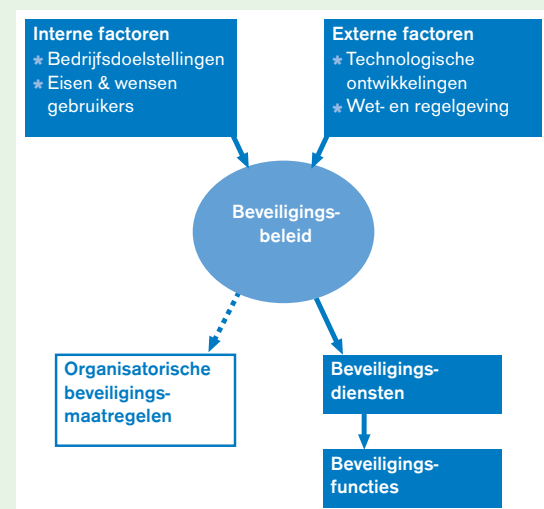 Interne factoren
* Bedrijfsdoelstellingen
* Eisen & wensen
gebruikers
Externe factoren
* Technologische
ontwikkelingen
* Wet- en regelgeving
Beveiligings-
beleid
Organisatorische
beveiligings-
maatregelen
Beveiligings-
diensten
Beveiligings-
functies